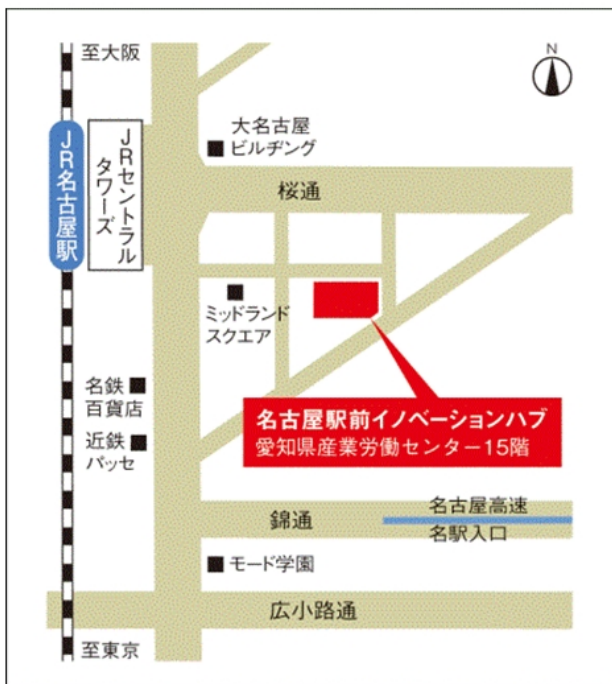 至大阪
N
大名古屋
ビルヂング
JR名古屋駅
JRセントラル
タワーズ
桜通
ミッドランド
スクエア
名鉄
百貨店
近鉄
パッセ
名古屋駅前イノベーションハブ
愛知県産業労働センター15階
名古屋高速
錦通
名駅入口
モード学園
広小路通
至東京